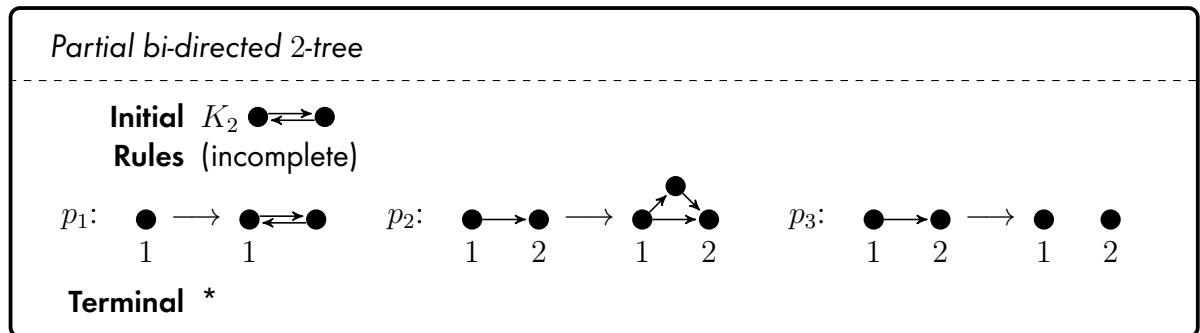 Partial bi-directed 2-tree
Initial K₂
Rules (incomplete)
p₁: 1 → 1 p₂: 1 2 → 1 2 p₃: 1 2 → 1 2
Terminal *